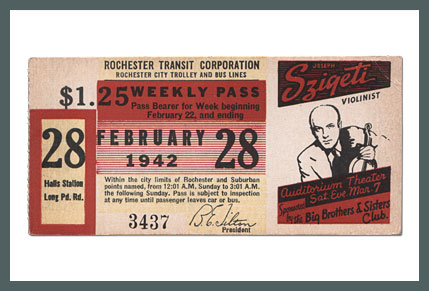 ROCHESTER TRANSIT CORPORATION
ROCHESTER CITY TROLLEY AND BUS LINES
$1.25 WEEKLY PASS
Pass Bearer for Week beginning
February 22, and ending
28
FEBRUARY
1942
28
Halls Station
Long Pd. Rd.
Within the city limits of Rochester and Suburban
points named, from 12:01 A.M. Sunday to 3:01 A.M.
following Sunday. Pass is subject to inspection
at any time until passenger leaves car or bus.
3437
President
JOSEPH
Szigeti
VIOLINIST
Auditorium Theater
Sat. Eve. Mar. 7
Sponsored by
the Big Brothers & Sisters
Club.